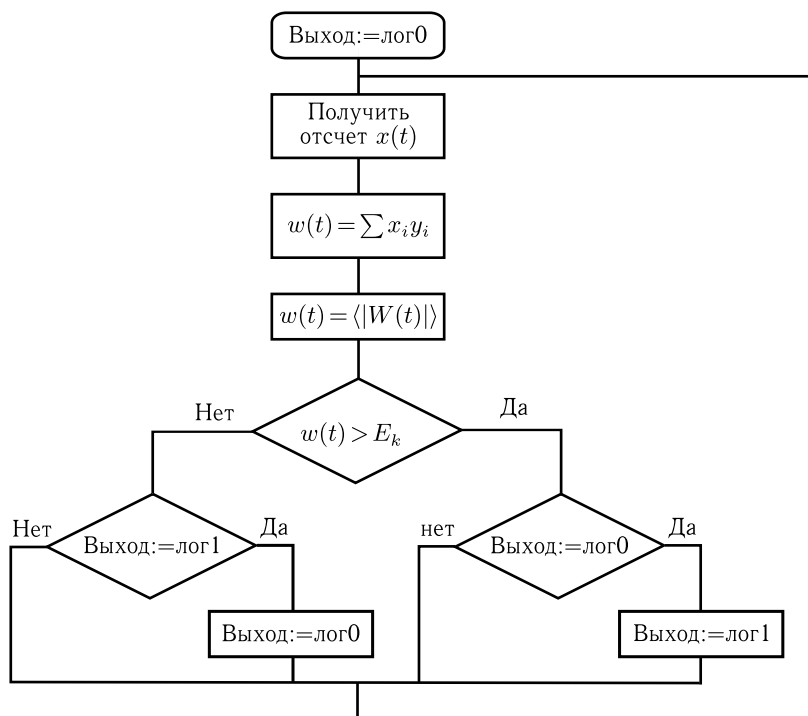 Выход:=лог0
Получить
отсчет x(t)
w(t)=∑x_i y_i
w(t)=⟨|W(t)|⟩
Нет
Да
w(t)>E_k
Нет
Да
нет
Да
Выход:=лог1
Выход:=лог0
Выход:=лог0
Выход:=лог1